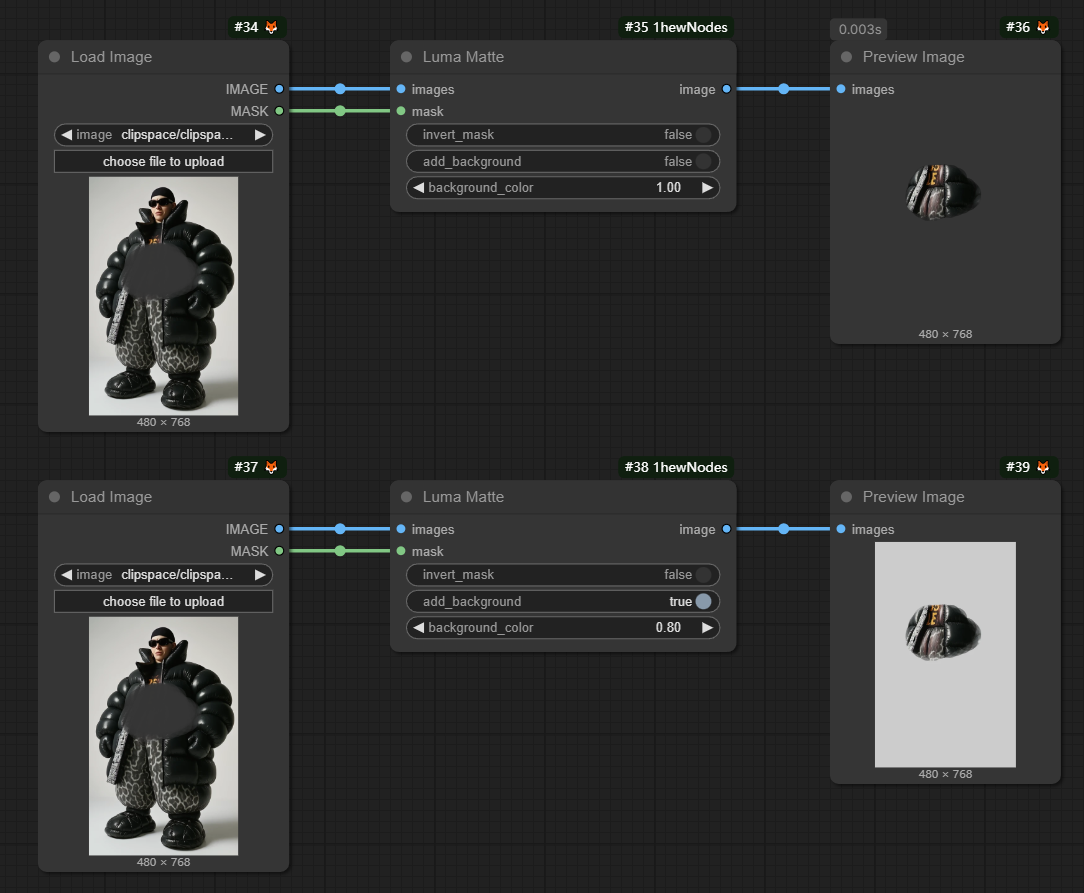 #34
Load Image
IMAGE
MASK
image clipspace/clipspa...
choose file to upload
480 × 768
#35 1hewNodes
Luma Matte
images
image
mask
invert_mask false
add_background false
background_color 1.00
0.003s
#36
Preview Image
images
480 × 768
#37
Load Image
IMAGE
MASK
image clipspace/clipspa...
choose file to upload
480 × 768
#38 1hewNodes
Luma Matte
images
image
mask
invert_mask false
add_background true
background_color 0.80
#39
Preview Image
images
480 × 768